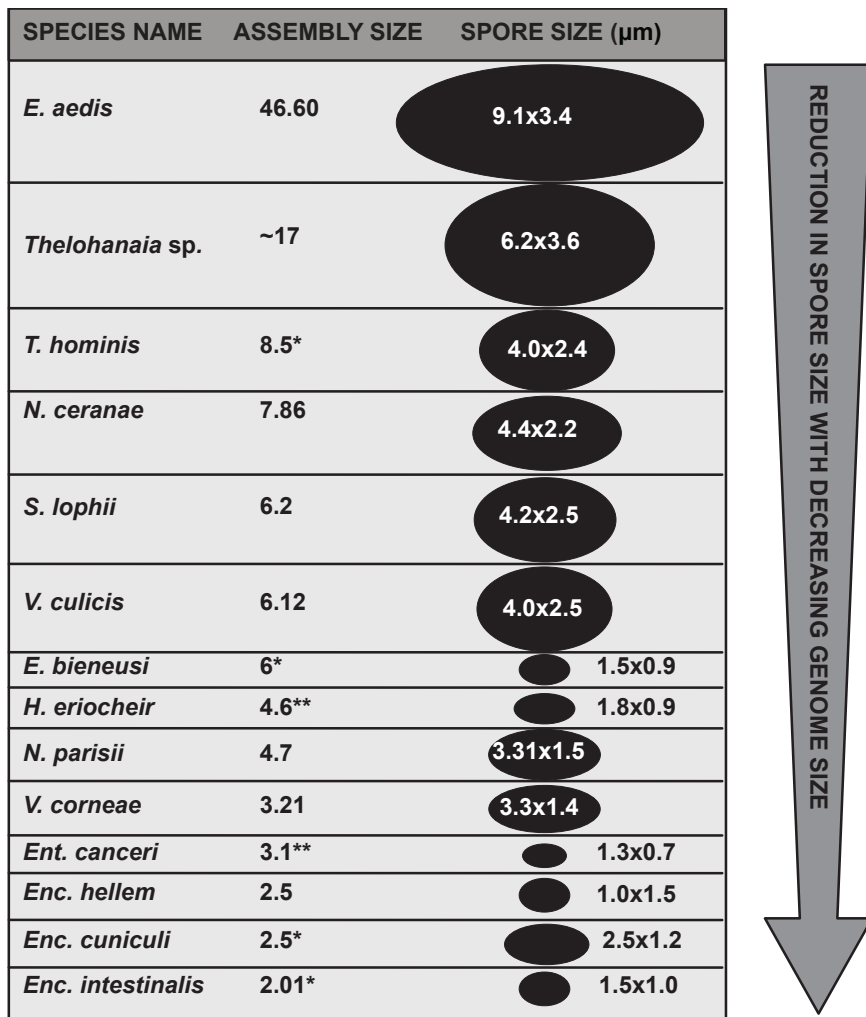 SPECIES NAME ASSEMBLY SIZE SPORE SIZE (µm)
E. aedis 46.60 9.1x3.4
Thelohanaia sp. ~17 6.2x3.6
T. hominis 8.5* 4.0x2.4
N. ceranae 7.86 4.4x2.2
S. lophii 6.2 4.2x2.5
V. culicis 6.12 4.0x2.5
E. bieneusi 6* 1.5x0.9
H. eriocheir 4.6** 1.8x0.9
N. parisii 4.7 3.31x1.5
V. corneae 3.21 3.3x1.4
Ent. canceri 3.1** 1.3x0.7
Enc. hellem 2.5 1.0x1.5
Enc. cuniculi 2.5* 2.5x1.2
Enc. intestinalis 2.01* 1.5x1.0
REDUCTION IN SPORE SIZE WITH DECREASING GENOME SIZE